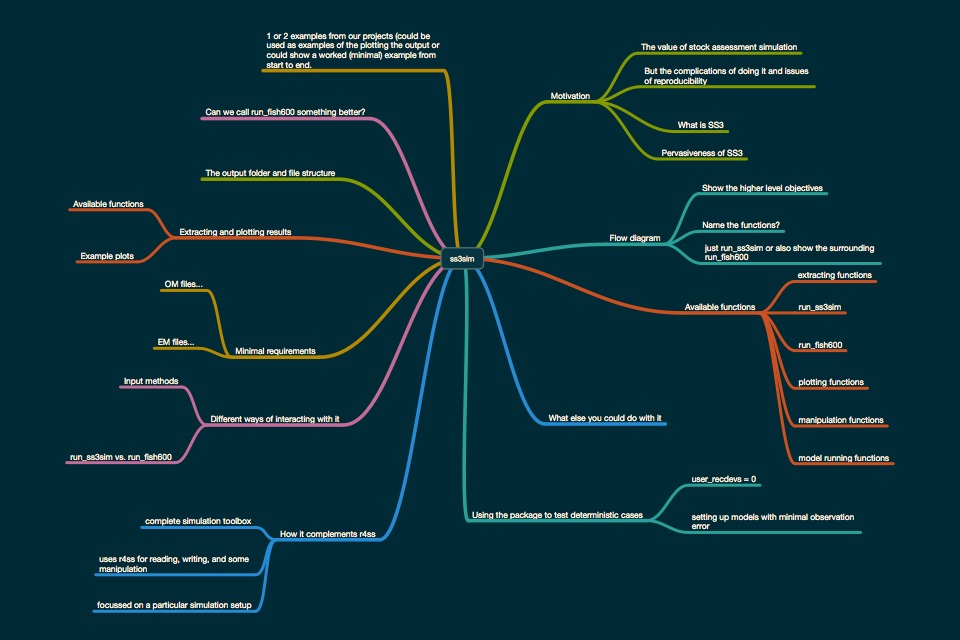 ss3sim
Motivation
The value of stock assessment simulation
But the complications of doing it and issues
of reproducibility
What is SS3
Pervasiveness of SS3
Flow diagram
Show the higher level objectives
Name the functions?
just run_ss3sim or also show the surrounding
run_fish600
Available functions
extracting functions
run_ss3sim
run_fish600
plotting functions
manipulation functions
model running functions
What else you could do with it
Using the package to test deterministic cases
user_recdevs = 0
setting up models with minimal observation
error
1 or 2 examples from our projects (could be
used as examples of the plotting the output or
could show a worked (minimal) example from
start to end.
Can we call run_fish600 something better?
The output folder and file structure
Extracting and plotting results
Available functions
Example plots
Minimal requirements
OM files...
EM files...
Different ways of interacting with it
Input methods
run_ss3sim vs. run_fish600
How it complements r4ss
complete simulation toolbox
uses r4ss for reading, writing, and some
manipulation
focussed on a particular simulation setup